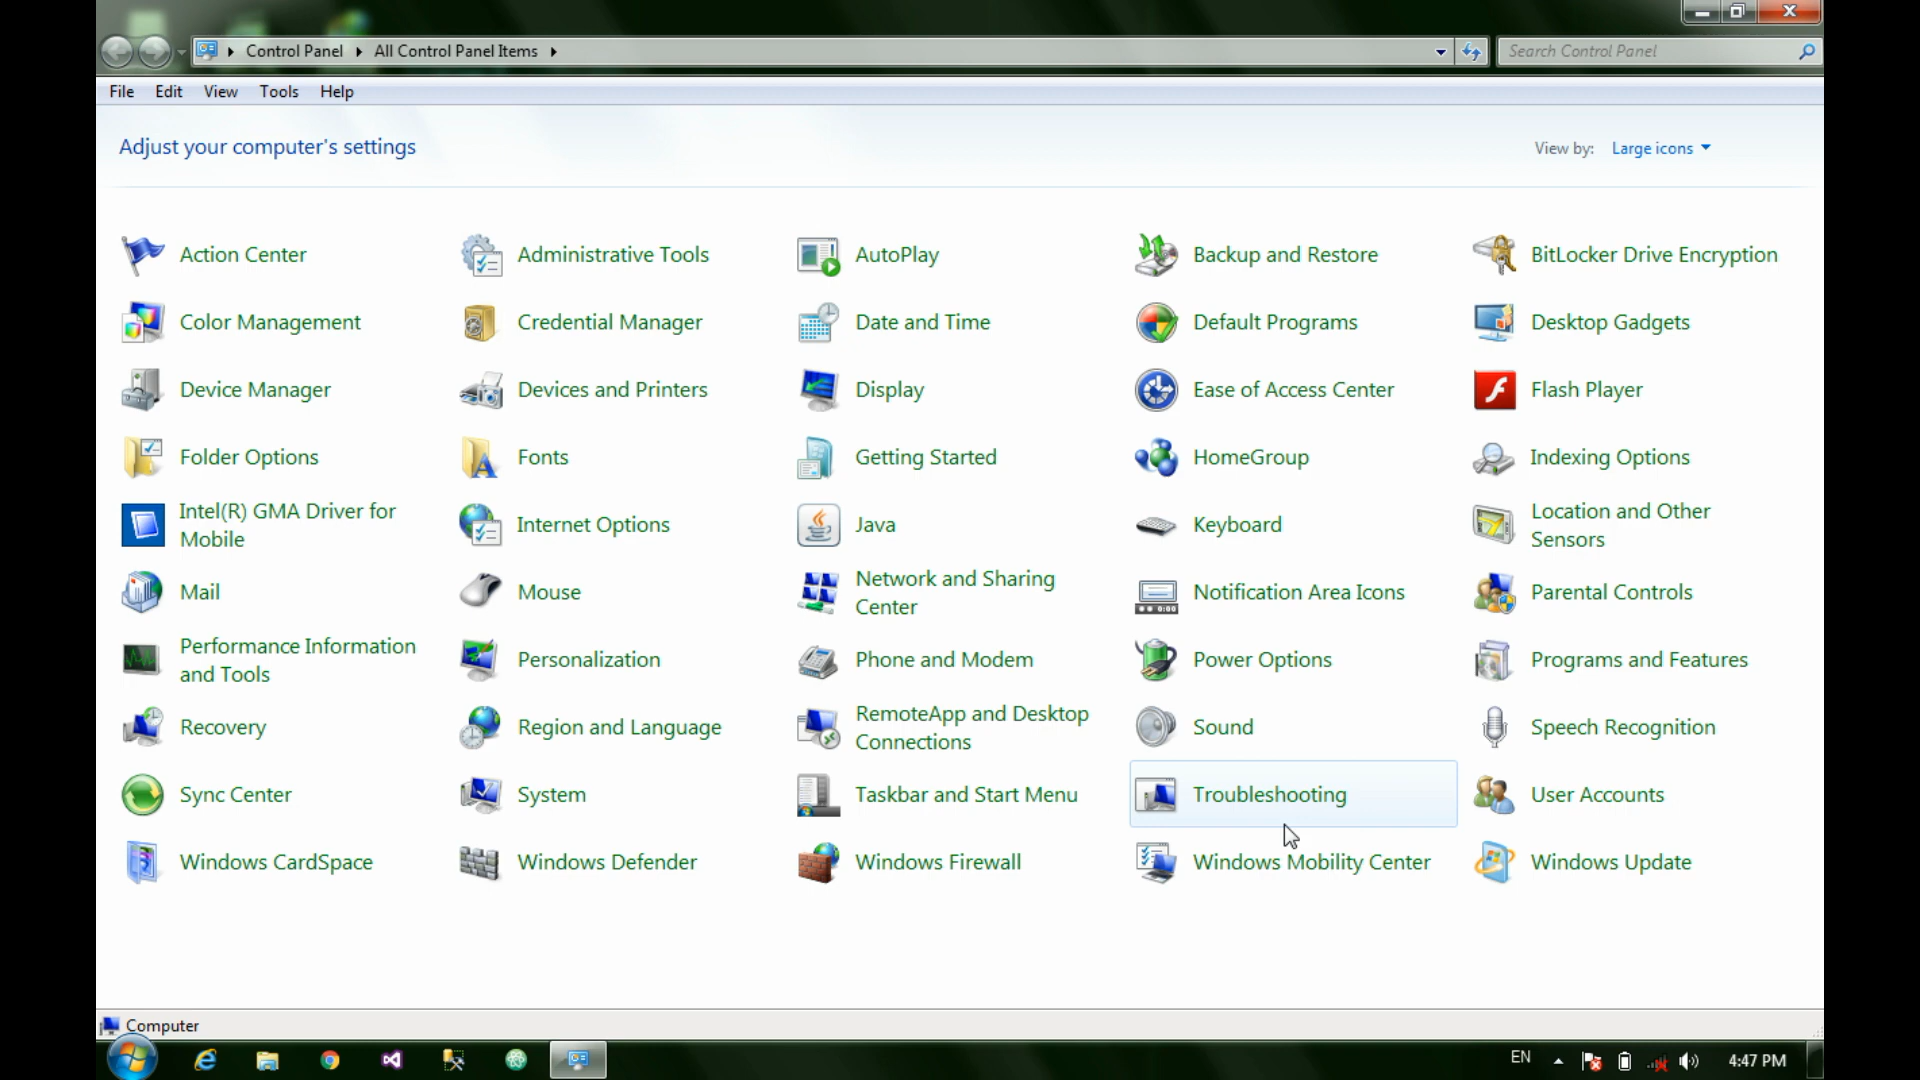 Control Panel All Control Panel Items
Search Control Panel
File Edit View Tools Help
Adjust your computer's settings
View by: Large icons
Action Center
Administrative Tools
AutoPlay
Backup and Restore
BitLocker Drive Encryption
Color Management
Credential Manager
Date and Time
Default Programs
Desktop Gadgets
Device Manager
Devices and Printers
Display
Ease of Access Center
Flash Player
Folder Options
Fonts
Getting Started
HomeGroup
Indexing Options
Intel(R) GMA Driver for
Mobile
Internet Options
Java
Keyboard
Location and Other
Sensors
Mail
Mouse
Network and Sharing
Center
Notification Area Icons
Parental Controls
Performance Information
and Tools
Personalization
Phone and Modem
Power Options
Programs and Features
Recovery
Region and Language
RemoteApp and Desktop
Connections
Sound
Speech Recognition
Sync Center
System
Taskbar and Start Menu
Troubleshooting
User Accounts
Windows CardSpace
Windows Defender
Windows Firewall
Windows Mobility Center
Windows Update
Computer
EN
4:47 PM